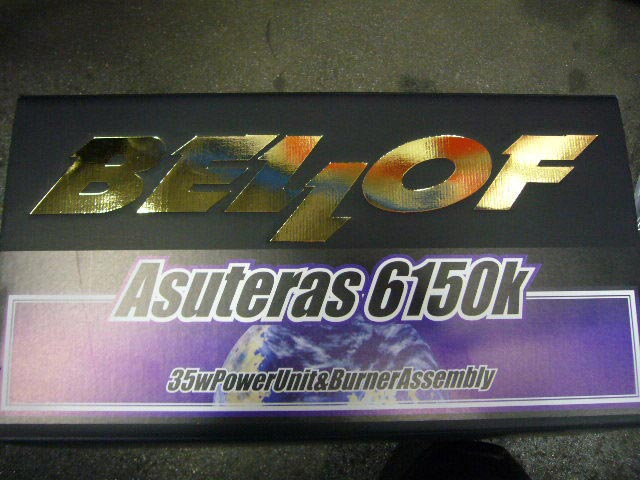 BELLOF
Asuteras 6150k
35wPowerUnit&BurnerAssembly